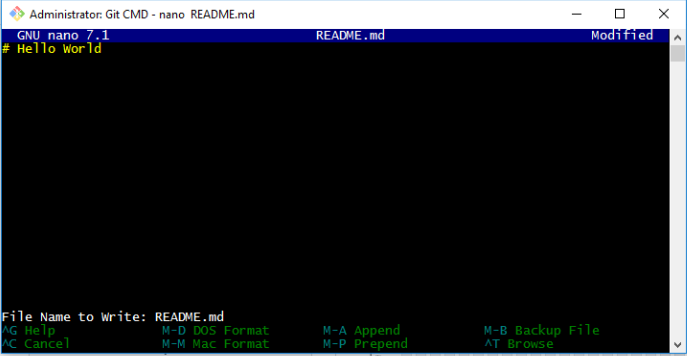 Administrator: Git CMD - nano  README.md
GNU nano 7.1 README.md Modified
# Hello World
File Name to Write: README.md
^G Help M-D DOS Format M-A Append M-B Backup File
^C Cancel M-M Mac Format M-P Prepend ^T Browse